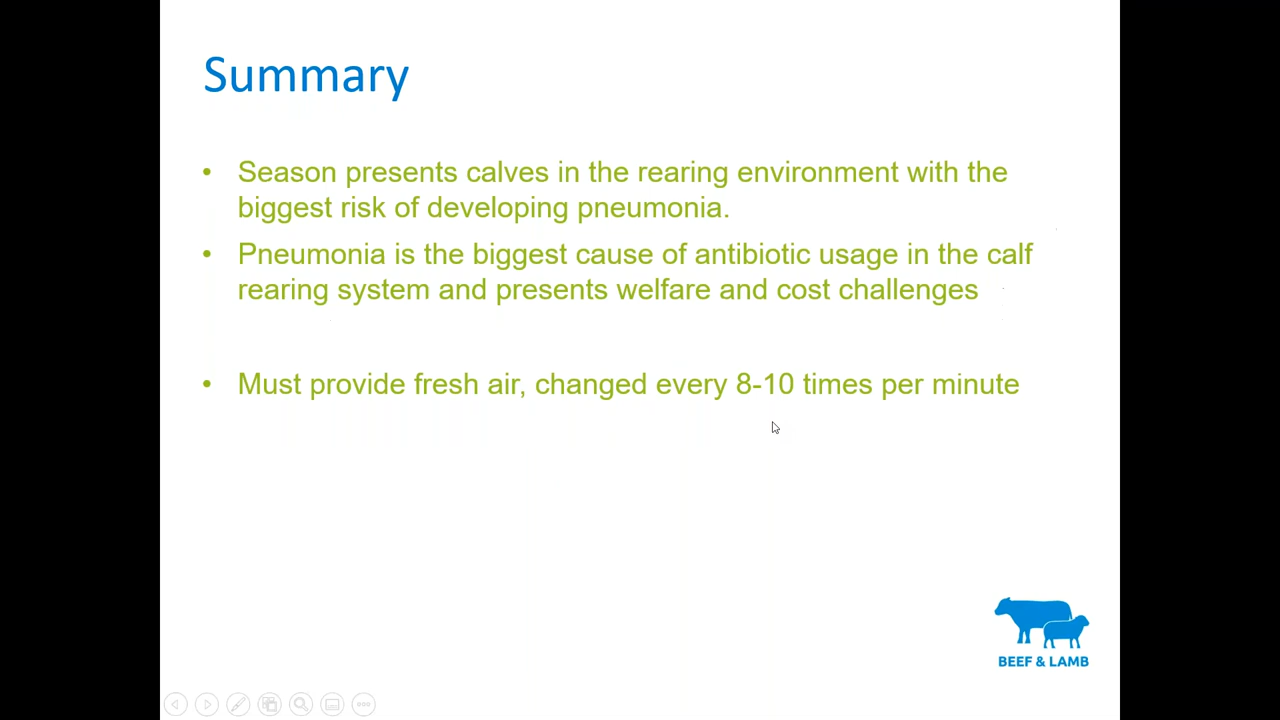 Summary
• Season presents calves in the rearing environment with the
biggest risk of developing pneumonia.
• Pneumonia is the biggest cause of antibiotic usage in the calf
rearing system and presents welfare and cost challenges
• Must provide fresh air, changed every 8-10 times per minute
BEEF & LAMB